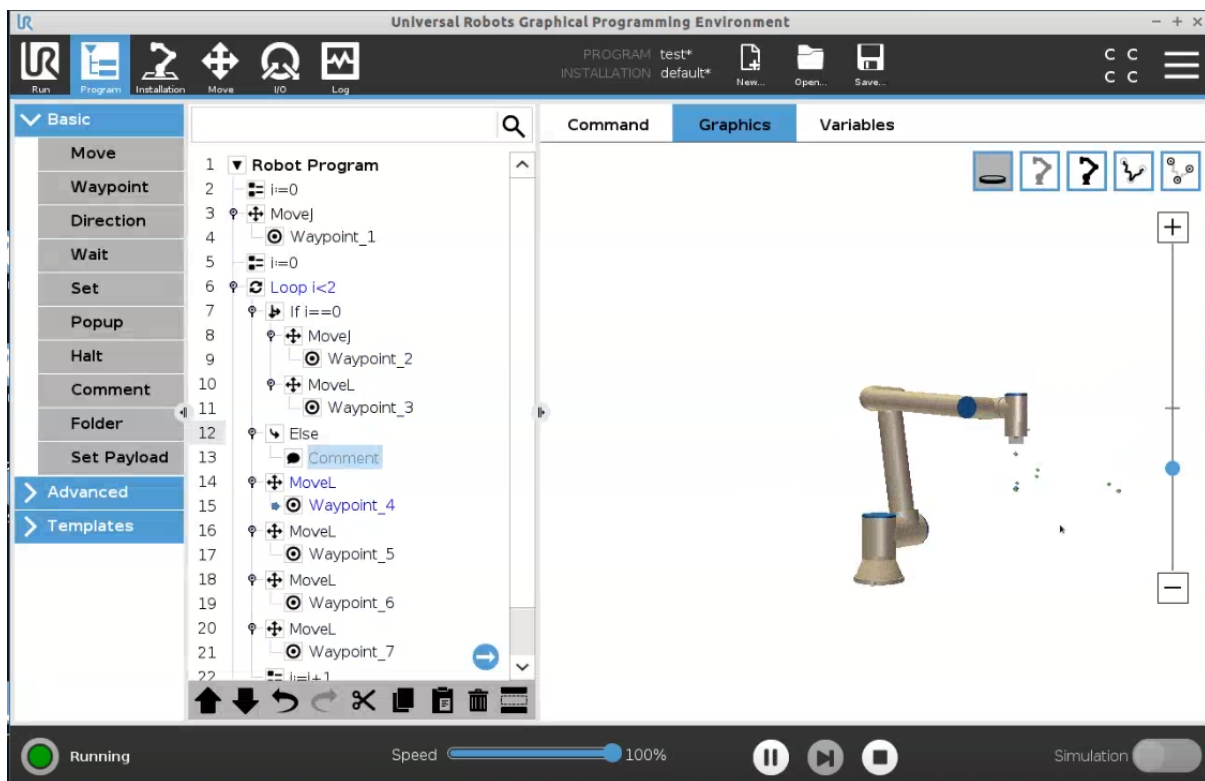 UR Universal Robots Graphical Programming Environment
UR
Run
Program
Installation
Move
I/O
Log
PROGRAM test*
INSTALLATION default*
New...
Open...
Save...
C C
C C
Basic
Move
Waypoint
Direction
Wait
Set
Popup
Halt
Comment
Folder
Set Payload
Advanced
Templates
1 Robot Program
2 i:=0
3 MoveJ
4 Waypoint_1
5 i:=0
6 Loop i<2
7 If i==0
8 MoveJ
9 Waypoint_2
10 MoveL
11 Waypoint_3
12 Else
13 Comment
14 MoveL
15 Waypoint_4
16 MoveL
17 Waypoint_5
18 MoveL
19 Waypoint_6
20 MoveL
21 Waypoint_7
22 i:=i+1
Command
Graphics
Variables
Running
Speed 100%
Simulation